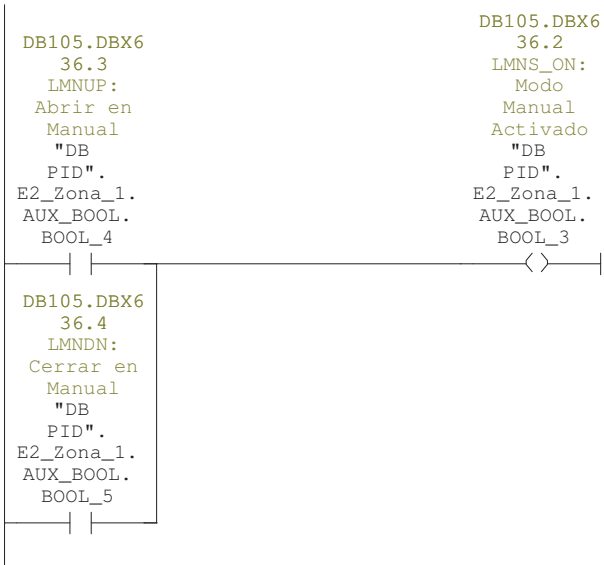 DB105.DBX6
36.3
LMNUP:
Abrir en
Manual
"DB
PID".
E2_Zona_1.
AUX_BOOL.
BOOL_4
DB105.DBX6
36.2
LMNS_ON:
Modo
Manual
Activado
"DB
PID".
E2_Zona_1.
AUX_BOOL.
BOOL_3
DB105.DBX6
36.4
LMNDN:
Cerrar en
Manual
"DB
PID".
E2_Zona_1.
AUX_BOOL.
BOOL_5